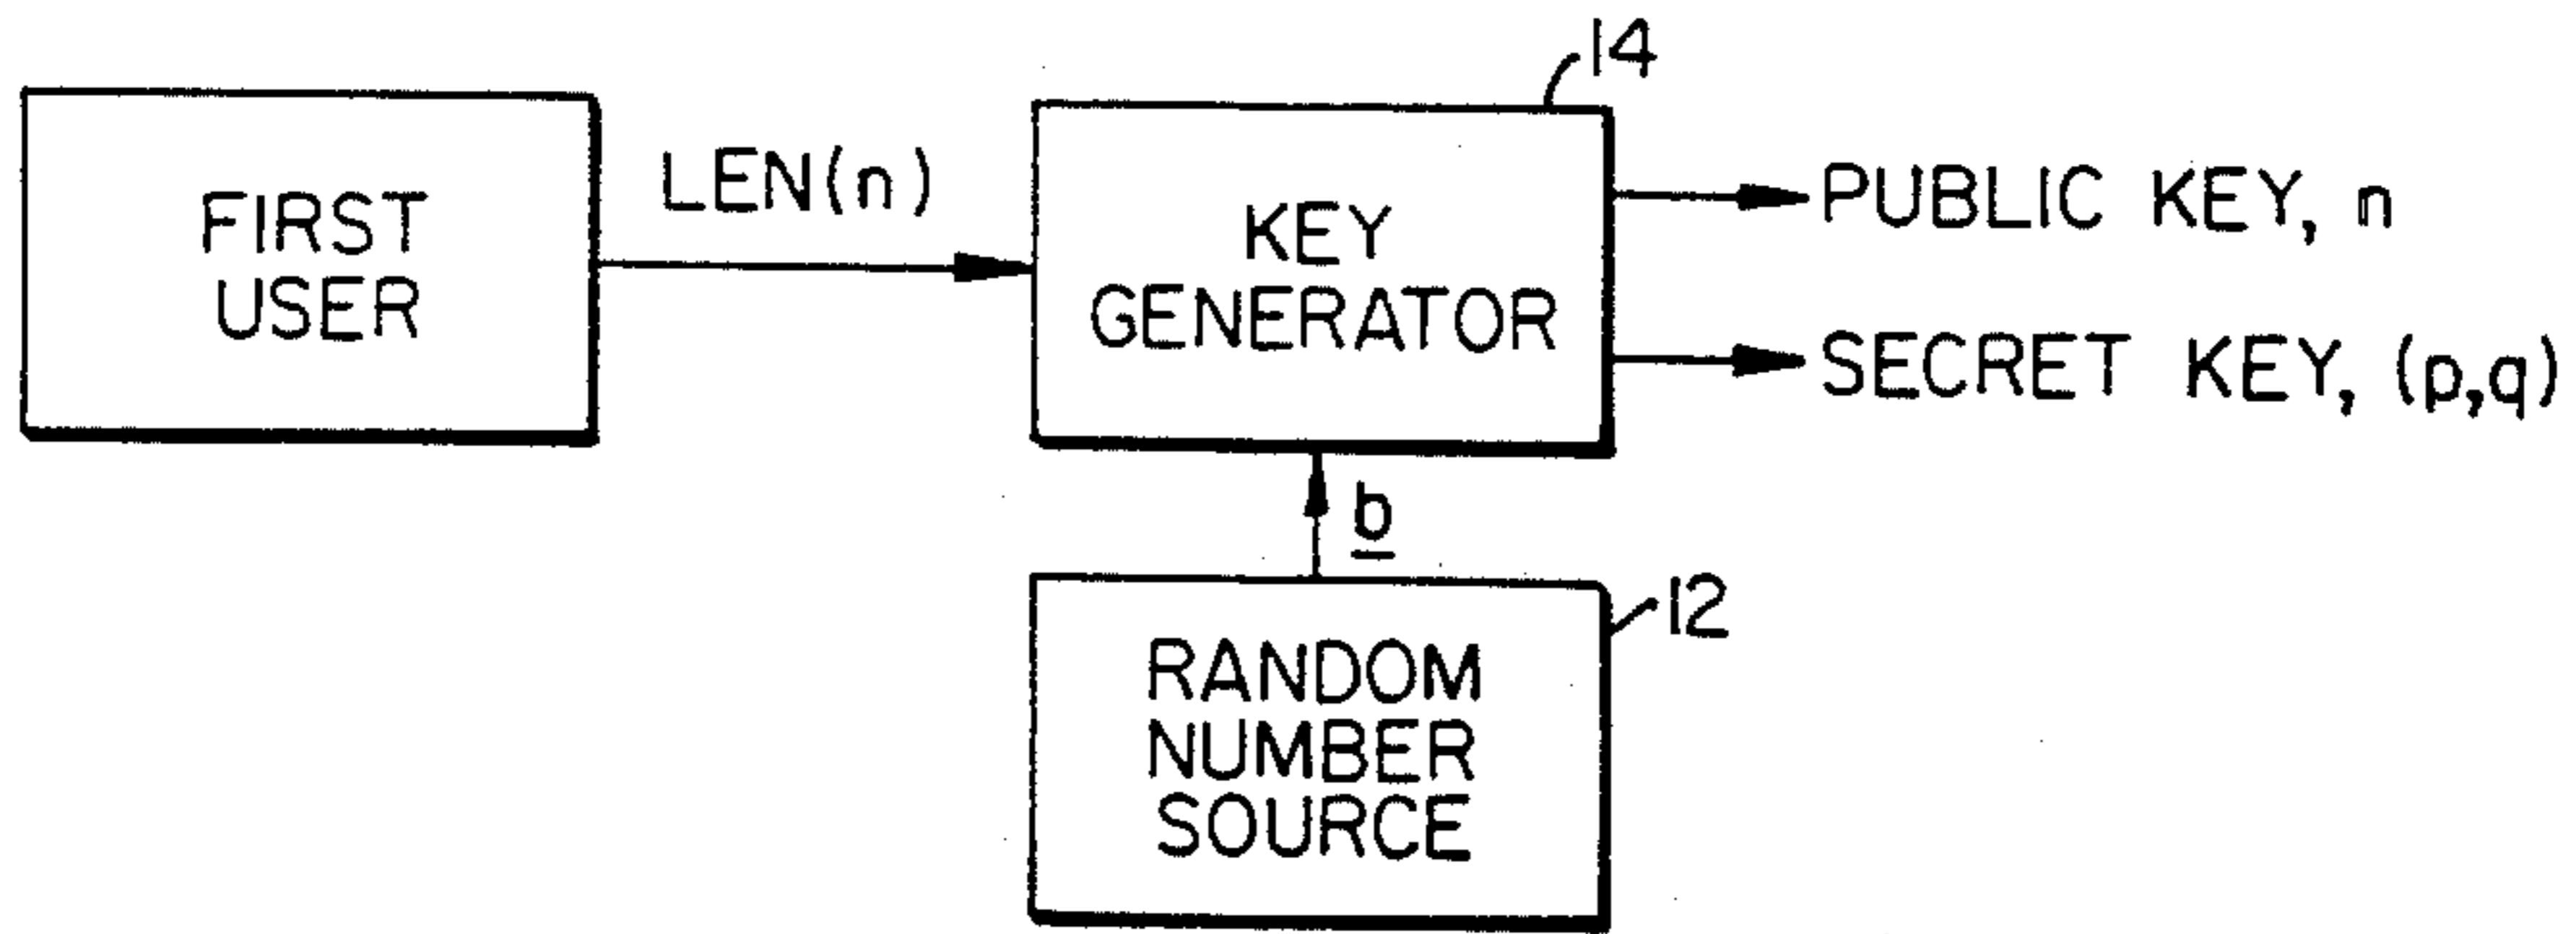 14
FIRST
USER
LEN(n)
KEY
GENERATOR
PUBLIC KEY, n
SECRET KEY, (p,q)
b
12
RANDOM
NUMBER
SOURCE